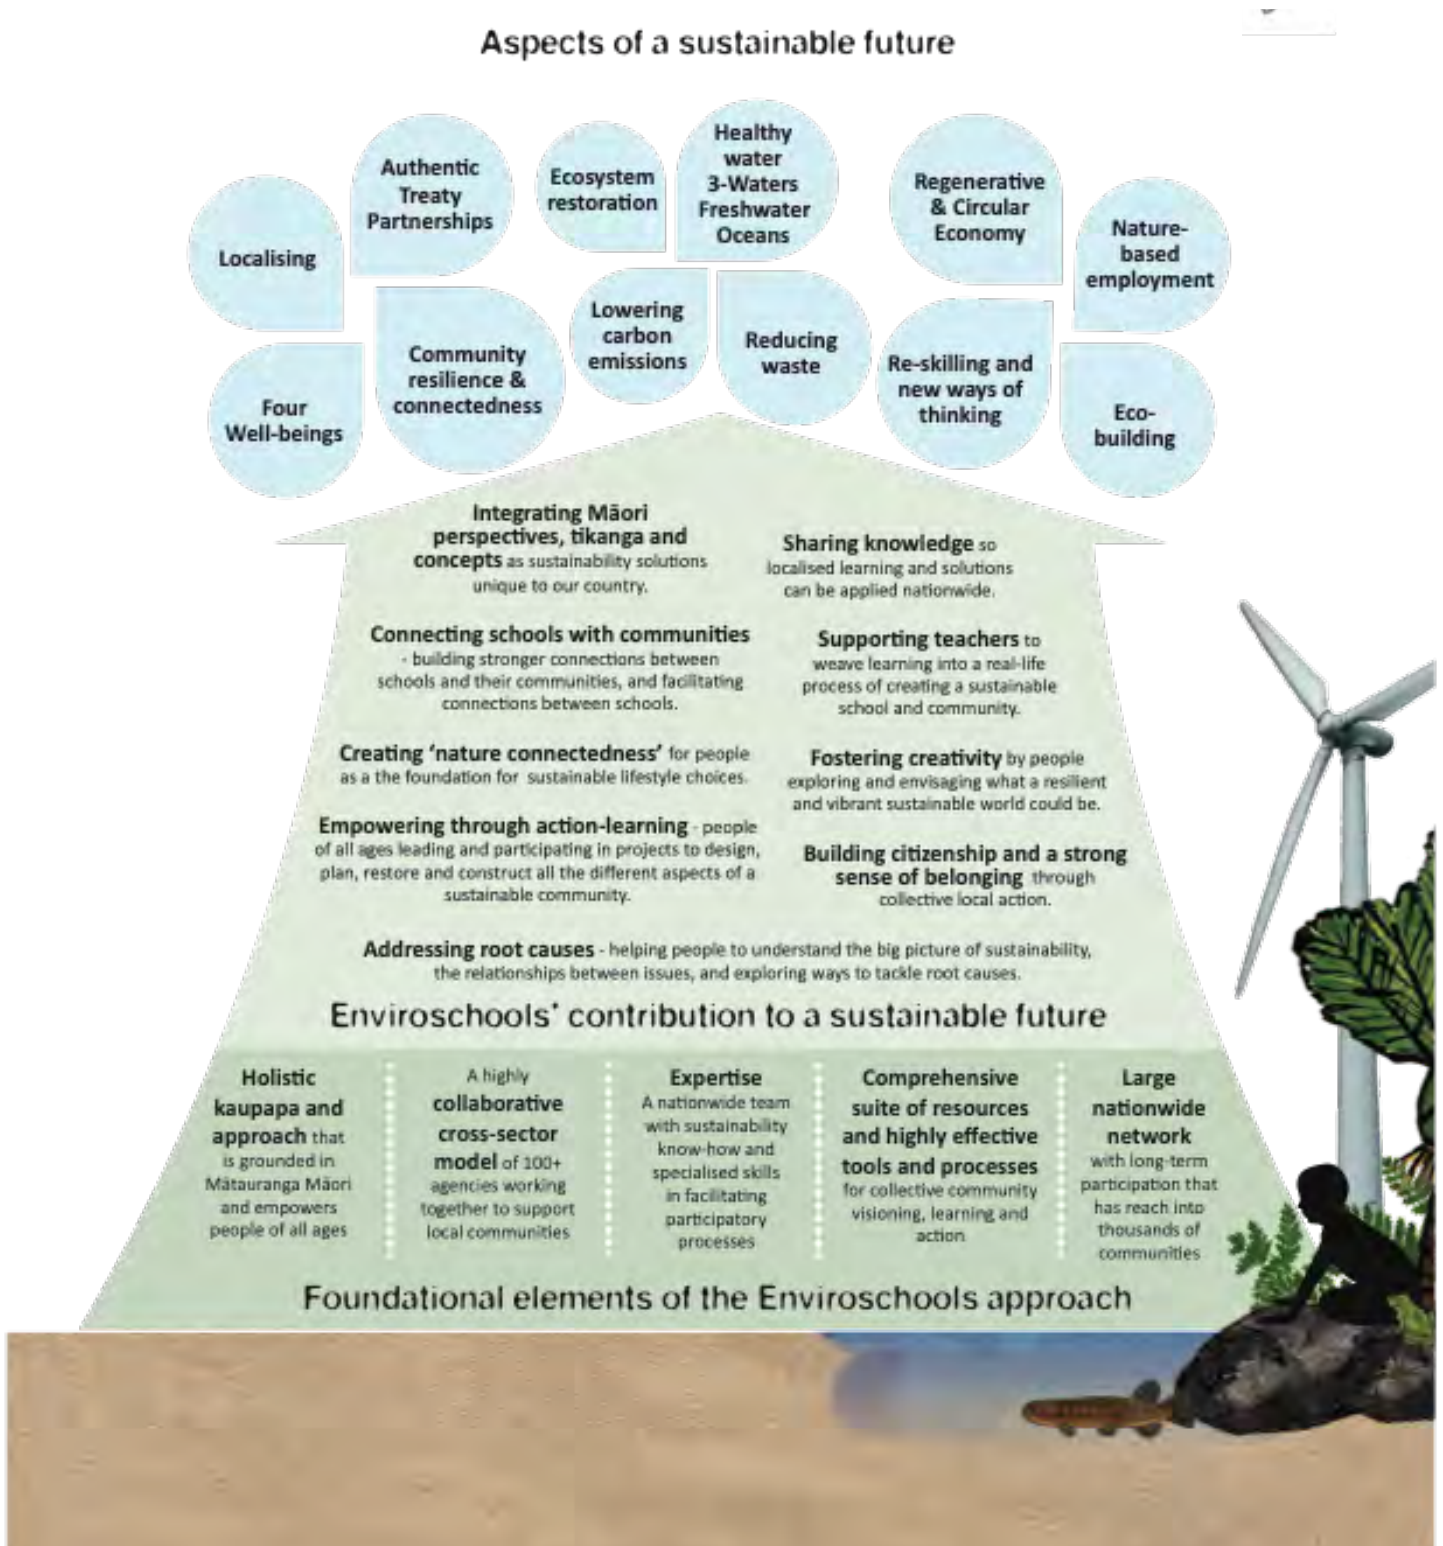 Aspects of a sustainable future
Localising
Authentic
Treaty
Partnerships
Ecosystem
restoration
Healthy
water
3-Waters
Freshwater
Oceans
Regenerative
& Circular
Economy
Nature-
based
employment
Four
Well-beings
Community
resilience &
connectedness
Lowering
carbon
emissions
Reducing
waste
Re-skilling and
new ways of
thinking
Eco-
building
Integrating Māori
perspectives, tikanga and
concepts as sustainability solutions
unique to our country.
Connecting schools with communities
- building stronger connections between
schools and their communities, and facilitating
connections between schools.
Creating ‘nature connectedness’ for people
as a the foundation for sustainable lifestyle choices.
Empowering through action-learning - people
of all ages leading and participating in projects to design,
plan, restore and construct all the different aspects of a
sustainable community.
Sharing knowledge so
localised learning and solutions
can be applied nationwide.
Supporting teachers to
weave learning into a real-life
process of creating a sustainable
school and community.
Fostering creativity by people
exploring and envisaging what a resilient
and vibrant sustainable world could be.
Building citizenship and a strong
sense of belonging through
collective local action.
Addressing root causes - helping people to understand the big picture of sustainability,
the relationships between issues, and exploring ways to tackle root causes.
Enviroschools' contribution to a sustainable future
Holistic
kaupapa and
approach that
is grounded in
Mātauranga Māori
and empowers
people of all ages
A highly
collaborative
cross-sector
model of 100+
agencies working
together to support
local communities
Expertise
A nationwide team
with sustainability
know-how and
specialised skills
in facilitating
participatory
processes
Comprehensive
suite of resources
and highly effective
tools and processes
for collective community
visioning, learning and
action
Large
nationwide
network
with long-term
participation that
has reach into
thousands of
communities
Foundational elements of the Enviroschools approach